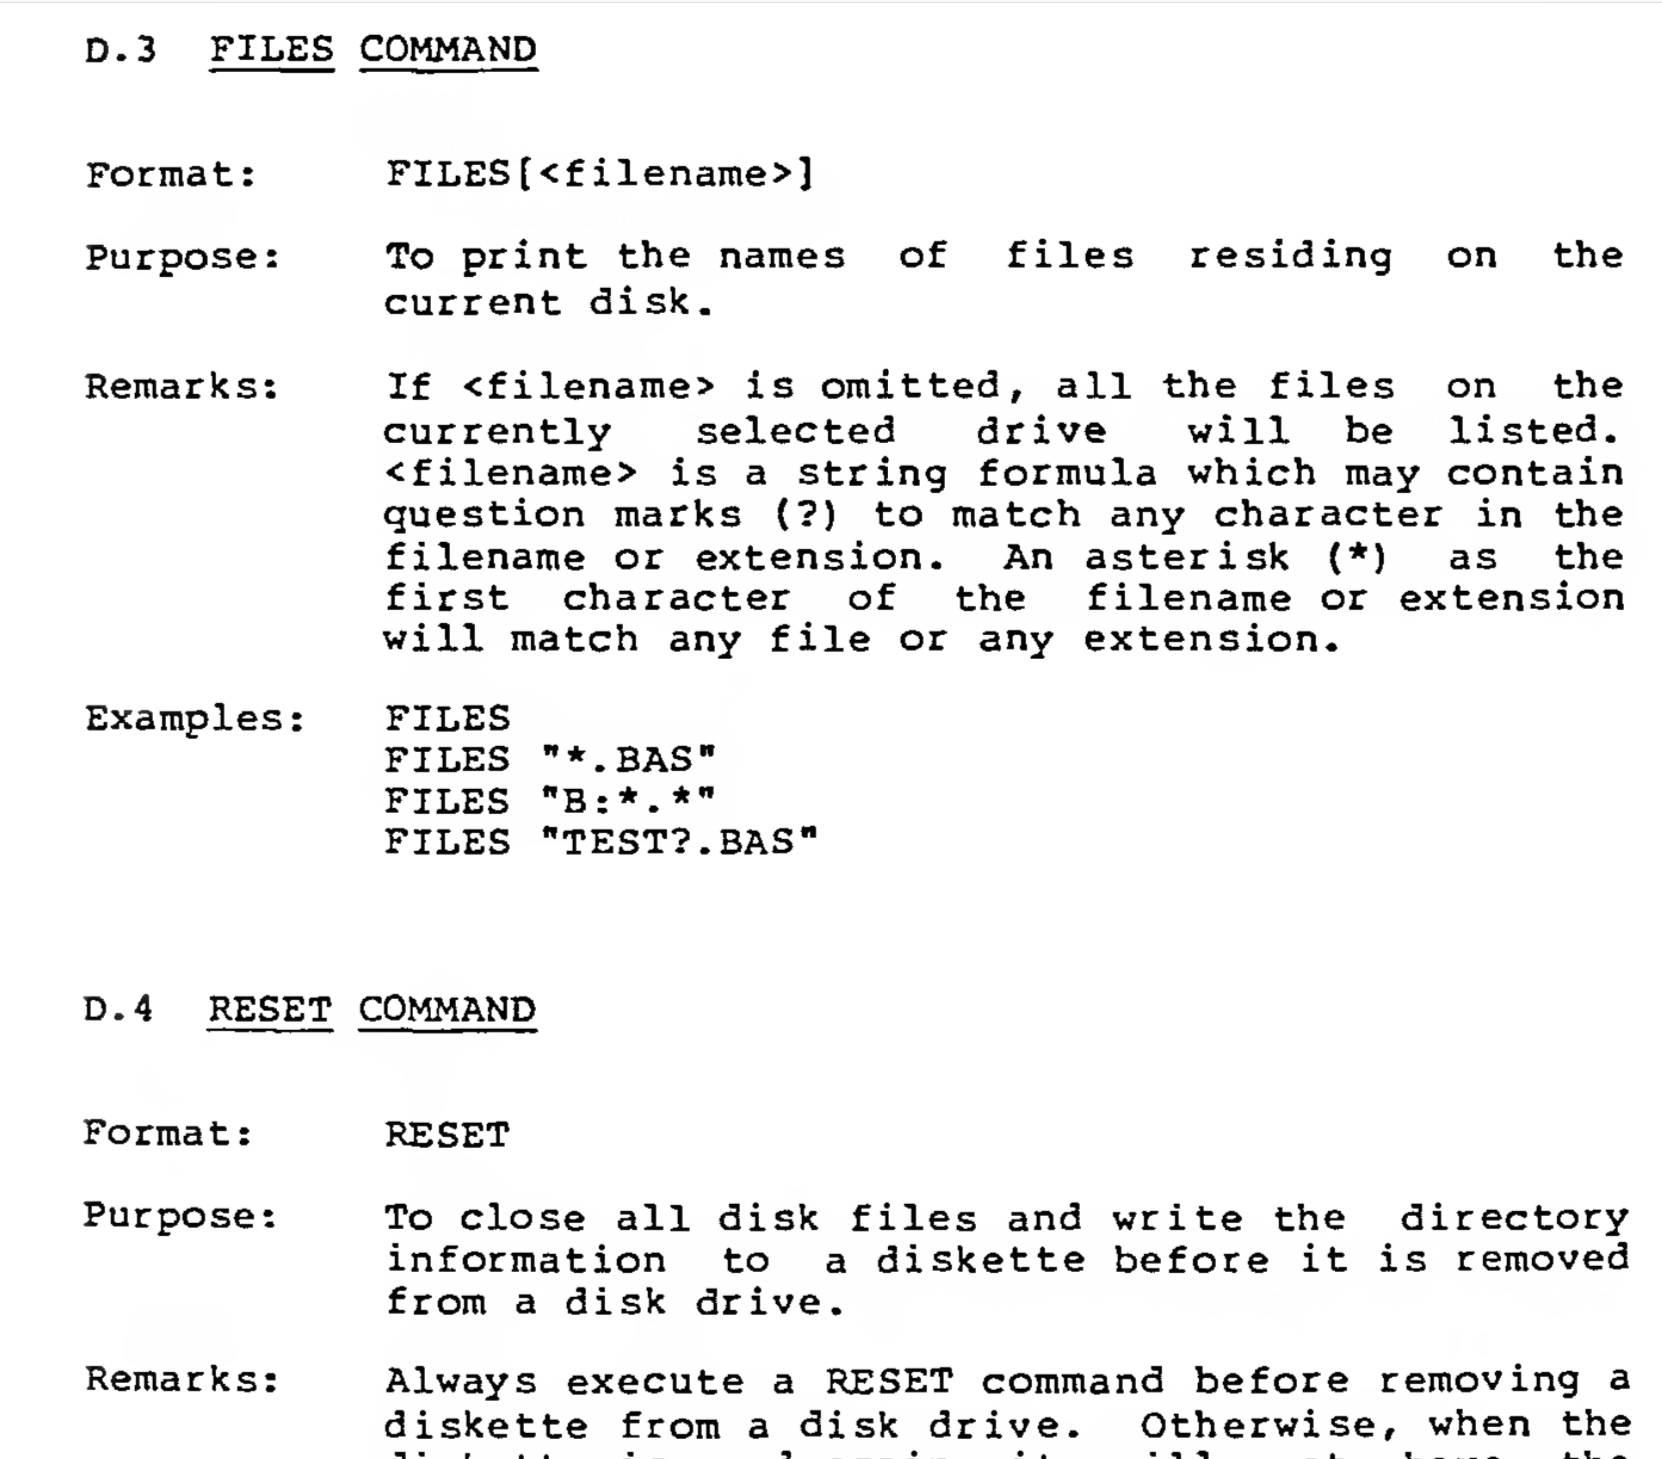 D.3 FILES COMMAND
Format: FILES[<filename>]
Purpose: To print the names of files residing on the
current disk.
Remarks: If <filename> is omitted, all the files on the
currently selected drive will be listed.
<filename> is a string formula which may contain
question marks (?) to match any character in the
filename or extension. An asterisk (*) as the
first character of the filename or extension
will match any file or any extension.
Examples: FILES
FILES "*.BAS"
FILES "B:*.*"
FILES "TEST?.BAS"
D.4 RESET COMMAND
Format: RESET
Purpose: To close all disk files and write the directory
information to a diskette before it is removed
from a disk drive.
Remarks: Always execute a RESET command before removing a
diskette from a disk drive. Otherwise, when the